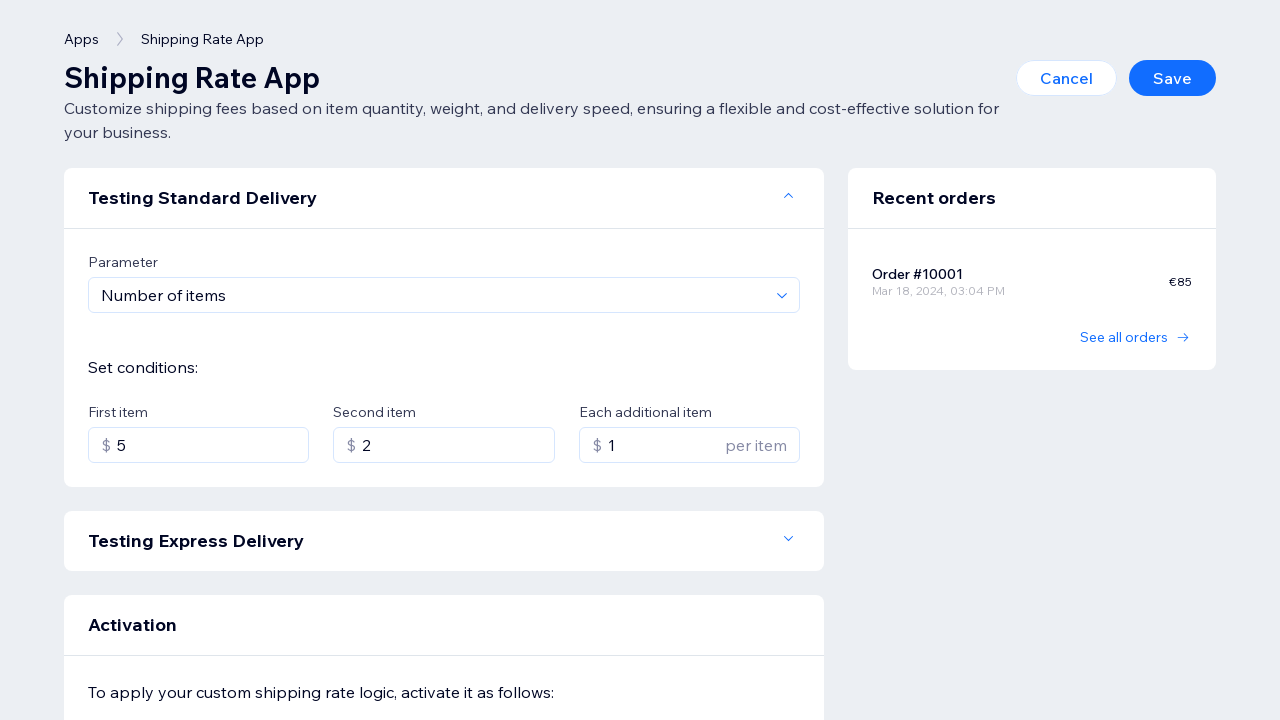 Apps
Shipping Rate App
Shipping Rate App
Cancel
Save
Customize shipping fees based on item quantity, weight, and delivery speed, ensuring a flexible and cost-effective solution for
your business.
Testing Standard Delivery
Parameter
Number of items
Set conditions:
First item
Second item
Each additional item
$ 5
$ 2
$ 1 per item
Testing Express Delivery
Activation
To apply your custom shipping rate logic, activate it as follows:
Recent orders
Order #10001
Mar 18, 2024, 03:04 PM
€85
See all orders